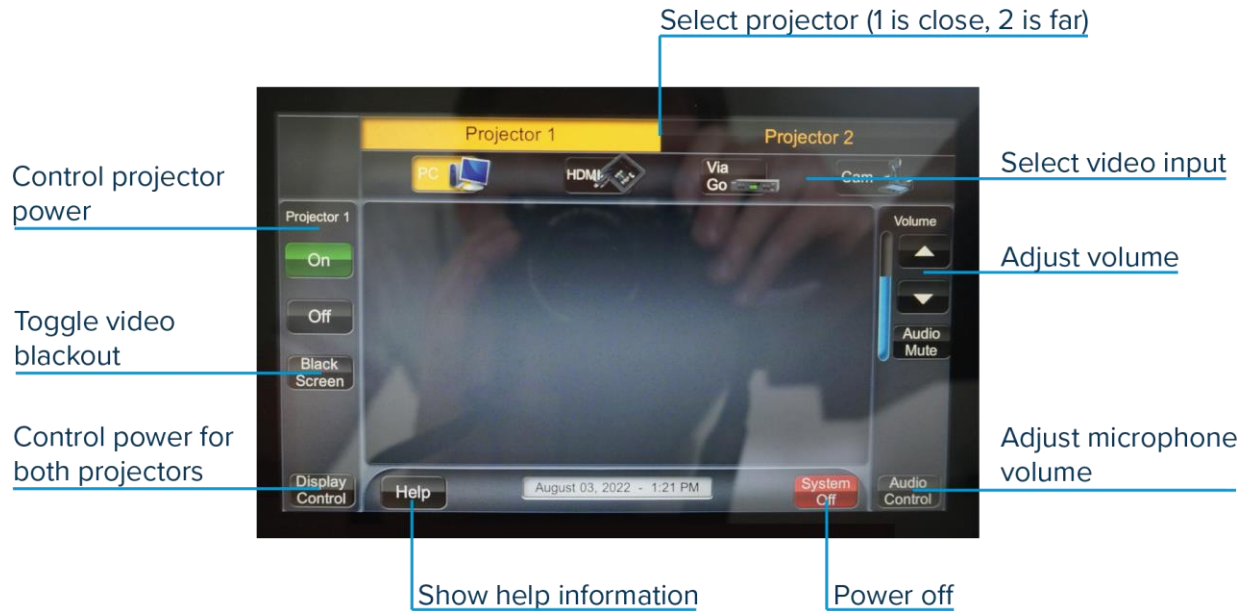 Select projector (1 is close, 2 is far)
Projector 1
Projector 2
PC
HDMI
Via
Go
Cam
Select video input
Control projector
power
Projector 1
On
Off
Toggle video
blackout
Black
Screen
Control power for
both projectors
Display
Control
Volume
Adjust volume
Audio
Mute
Adjust microphone
volume
Audio
Control
Help
August 03, 2022 - 1:21 PM
System
Off
Show help information
Power off